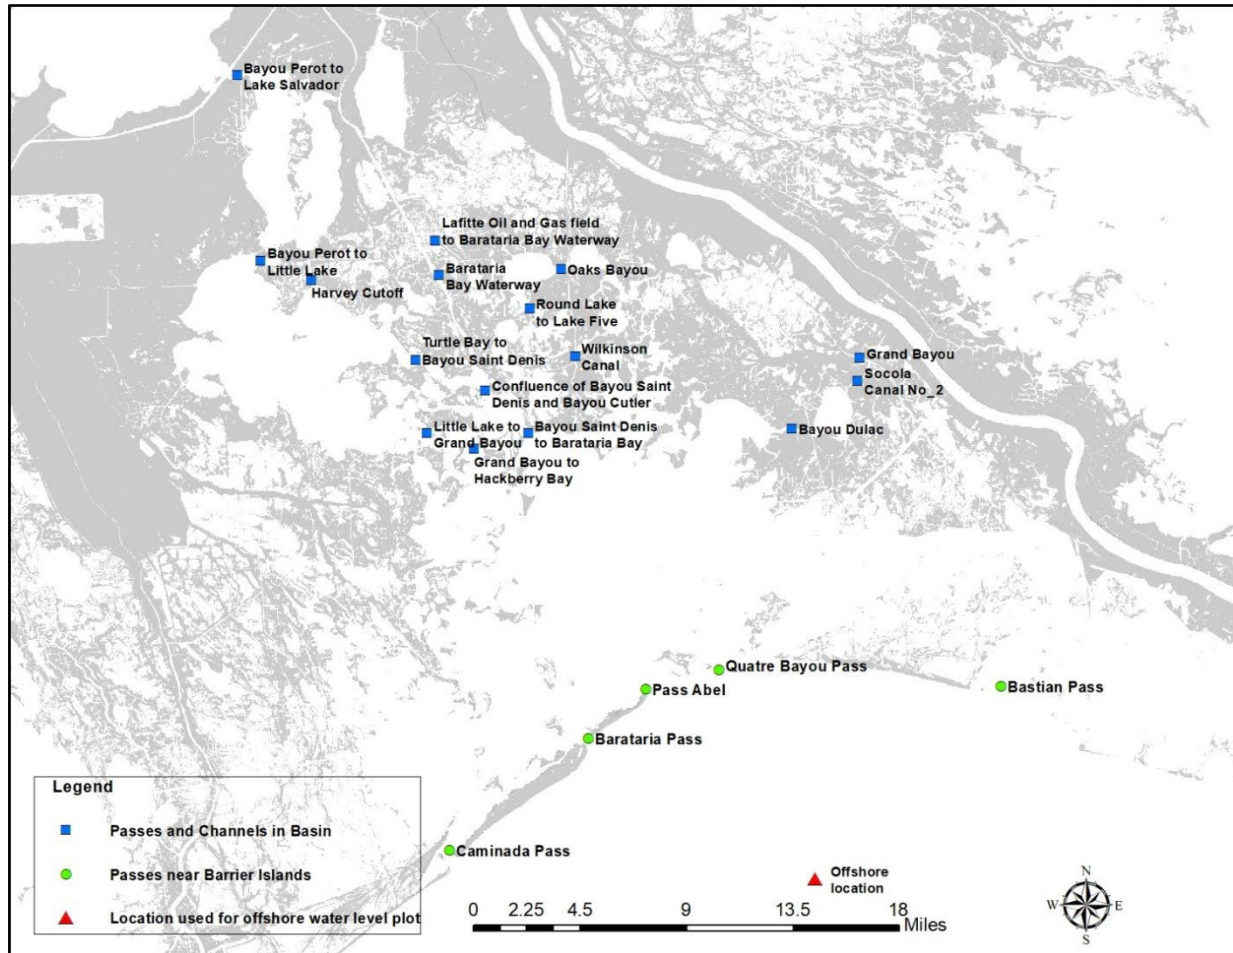 Bayou Perot to
Lake Salvador
Lafitte Oil and Gas field
to Barataria Bay Waterway
Bayou Perot to
Little Lake
Harvey Cutoff
Barataria
Bay Waterway
Oaks Bayou
Round Lake
to Lake Five
Turtle Bay to
Bayou Saint Denis
Wilkinson
Canal
Grand Bayou
Socola
Canal No_2
Confluence of Bayou Saint
Denis and Bayou Cutler
Little Lake to
Grand Bayou
Bayou Saint Denis
to Barataria Bay
Bayou Dulac
Grand Bayou to
Hackberry Bay
Quatre Bayou Pass
Pass Abel
Bastian Pass
Barataria Pass
Caminada Pass
Legend
Passes and Channels in Basin
Passes near Barrier Islands
Location used for offshore water level plot
Offshore
location
0 2.25 4.5 9 13.5 18
Miles
N
W E
S